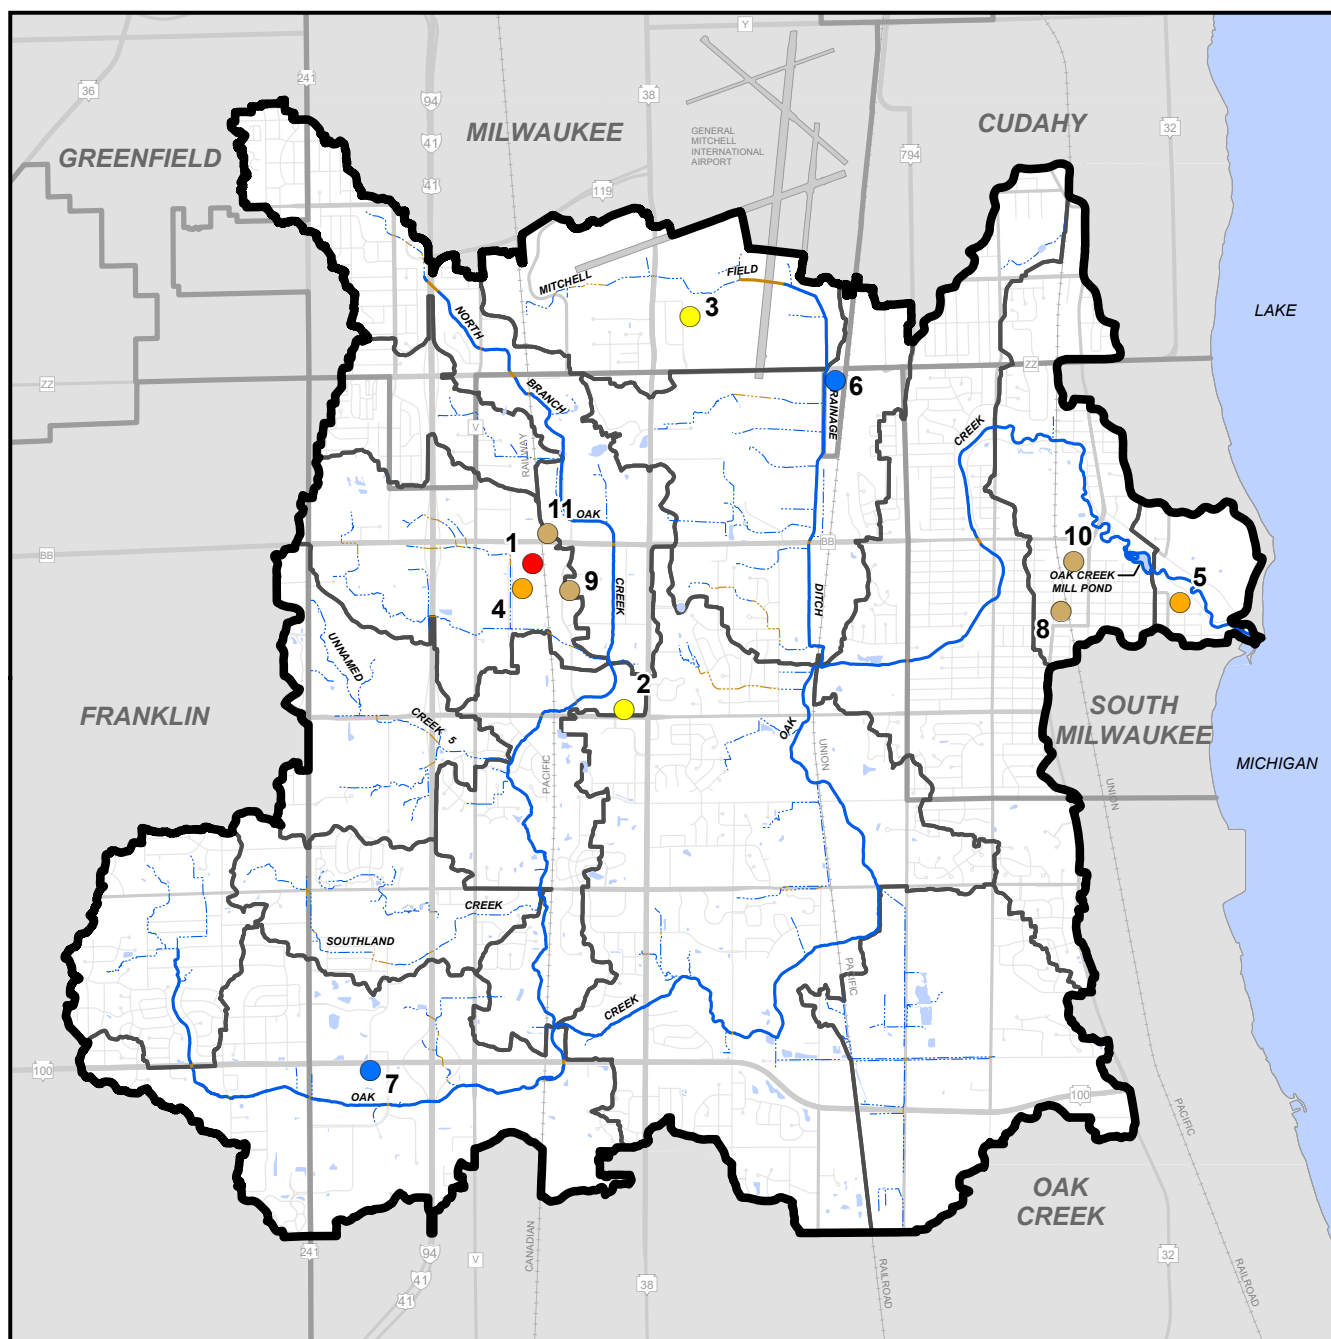 Y
36
241
94
41
38
MILWAUKEE
CUDAHY
GENERAL
MITCHELL
INTERNATIONAL
AIRPORT
32
794
GREENFIELD
41
119
MITCHELL
FIELD
NORTH
3
LAKE
ZZ
ZZ
6
BRANCH
RAINAGE
V
CREEK
RAILWAY
11
OAK
BB
BB
1
10
OAK CREEK
MILL POND
5
4
9
CREEK
DITCH
8
UNNAMED
2
FRANKLIN
CREEK 5
OAK
SOUTH
MILWAUKEE
UNION
PACIFIC
MICHIGAN
UNION
CREEK
SOUTHLAND
PACIFIC
CREEK
100
7
OAK
100
PACIFIC
OAK
CREEK
CANADIAN
241
94
V
41
41
38
RAILROAD
32
RAILROAD